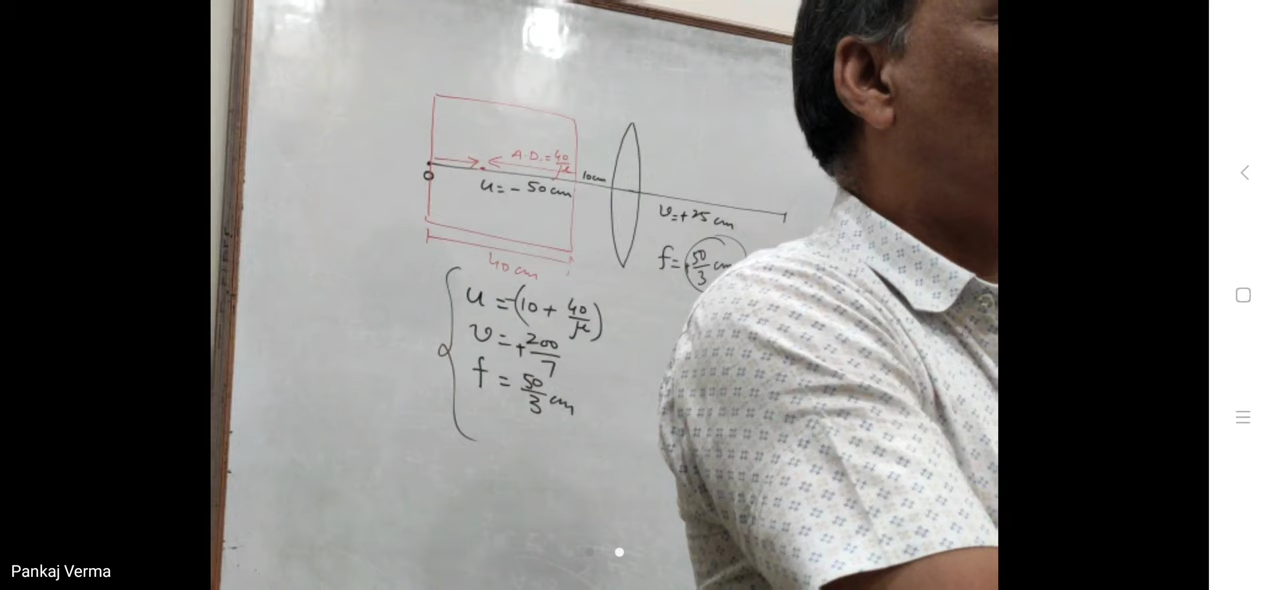 A.D. = 40/μ
O
u = - 50 cm
10cm
v = + 25 cm
40 cm
f = 50/3 cm
u = -(10 + 40/μ)
v = + 200/7
f = 50/3 cm
Pankaj Verma